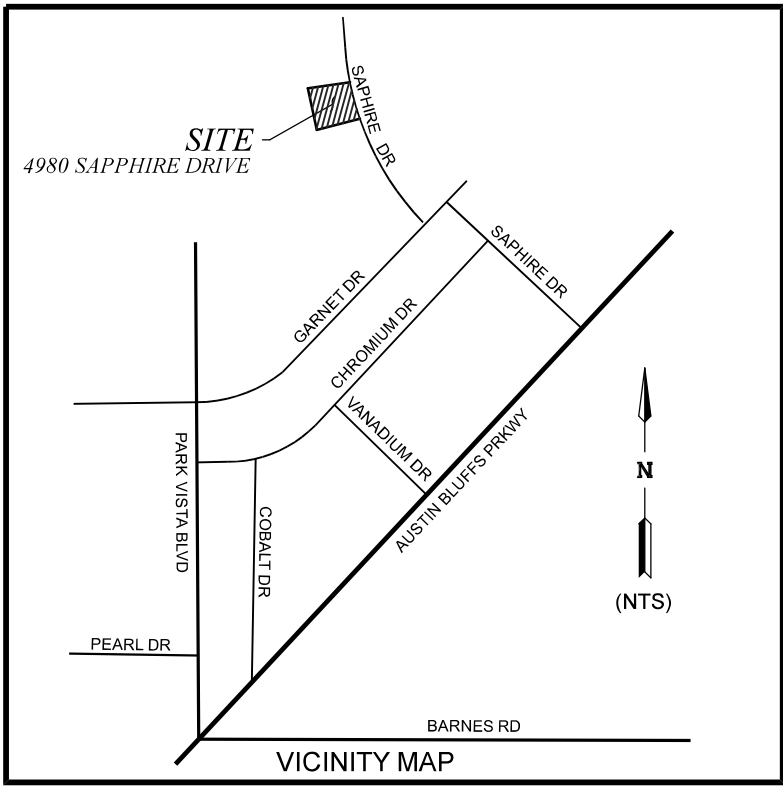 SAPHIRE DR
SITE
4980 SAPPHIRE DRIVE
SAPHIRE DR
GARNET DR
CHROMIUM DR
VANADIUM DR
AUSTIN BLUFFS PRKWY
PARK VISTA BLVD
COBALT DR
N
(NTS)
PEARL DR
BARNES RD
VICINITY MAP